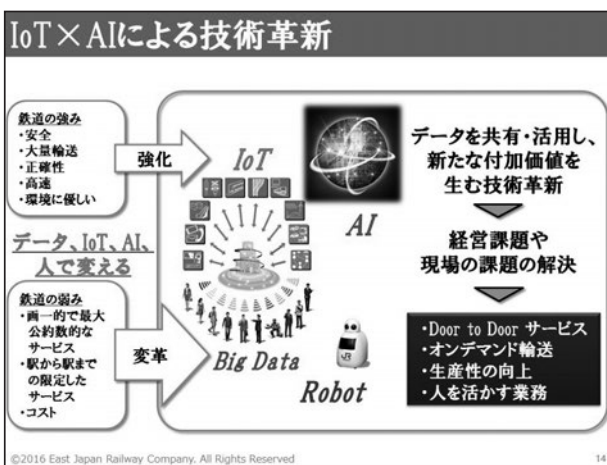 IoT×AIによる技術革新
鉄道の強み
・安全
・大量輸送
・正確性
・高速
・環境に優しい
強化
データ、IoT、AI、
人で変える
鉄道の弱み
・画一的で最大
公約数的な
サービス
・駅から駅まで
の限定した
サービス
・コスト
変革
IoT
AI
Big Data
Robot
JR
データを共有・活用し、
新たな付加価値を
生む技術革新
経営課題や
現場の課題の解決
・Door to Door サービス
・オンデマンド輸送
・生産性の向上
・人を活かす業務
©2016 East Japan Railway Company. All Rights Reserved
14